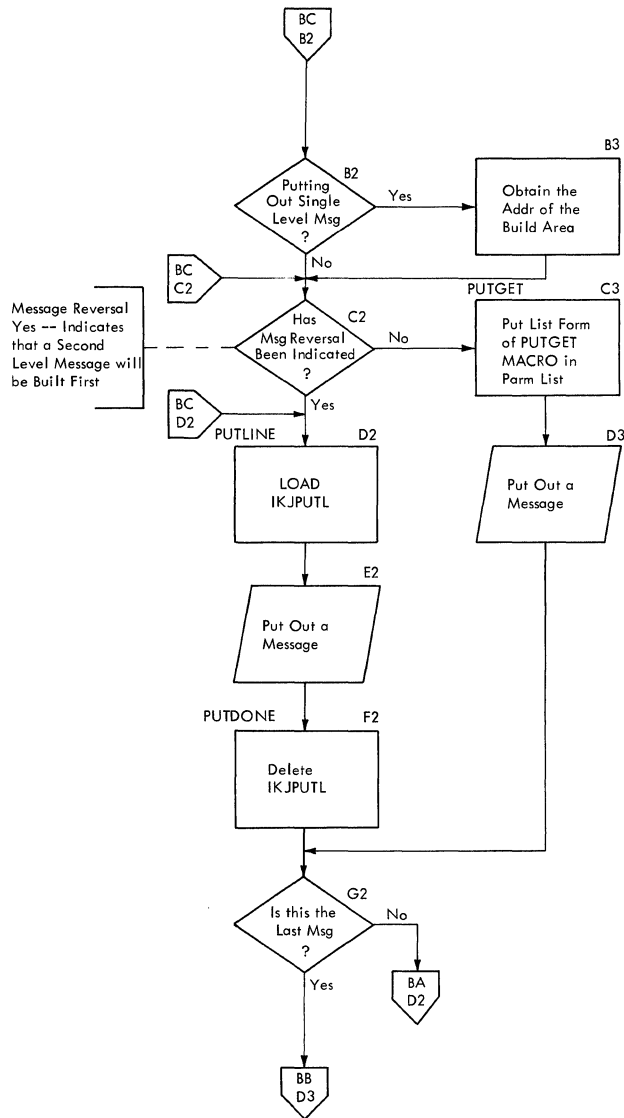 BC
B2
B2
Putting
Out Single
Level Msg
?
Yes
No
B3
Obtain the
Addr of the
Build Area
BC
C2
Message Reversal
Yes -- Indicates
that a Second
Level Message will
be Built First
C2
Has
Msg Reversal
Been Indicated
?
No
Yes
PUTGET
C3
Put List Form
of PUTGET
MACRO in
Parm List
BC
D2
PUTLINE
D2
LOAD
IKJPUTL
D3
Put Out a
Message
E2
Put Out a
Message
PUTDONE
F2
Delete
IKJPUTL
G2
Is this the
Last Msg
?
No
Yes
BA
D2
BB
D3